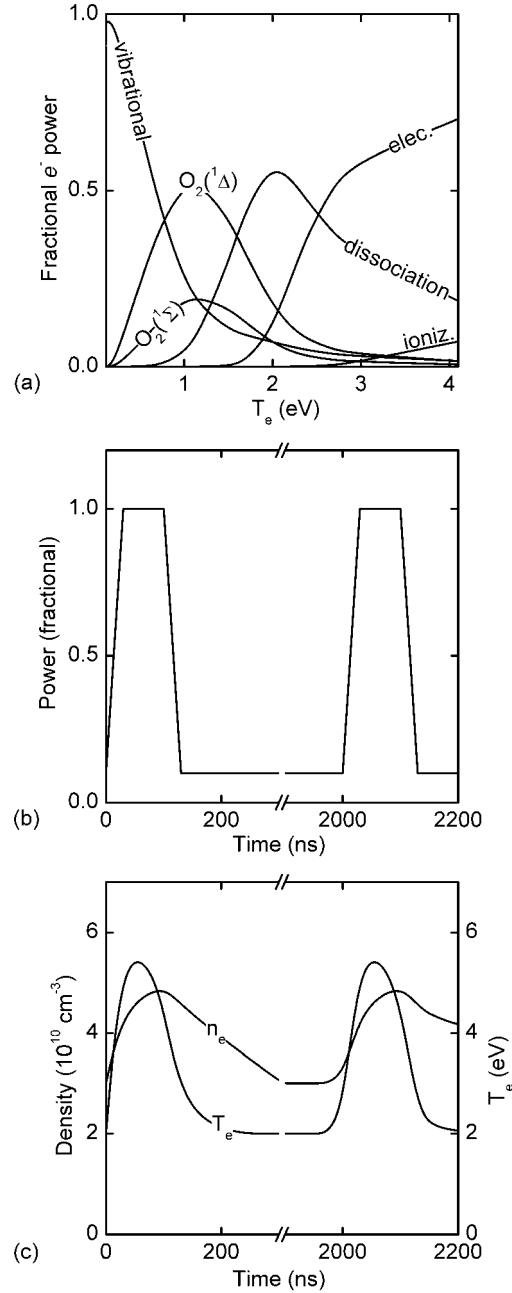 1.0
0.5
0.0
Fractional e⁻ power
vibrational
O₂(¹Δ)
O₂(¹Σ)
elec.
dissociation
ioniz.
1 2 3 4
Tₑ (eV)
(a)
1.0
0.5
0.0
Power (fractional)
0 200 2000 2200
Time (ns)
(b)
6
4
2
0
Density (10¹⁰ cm⁻³)
nₑ
Tₑ
6
4
2
0
Tₑ (eV)
0 200 2000 2200
Time (ns)
(c)